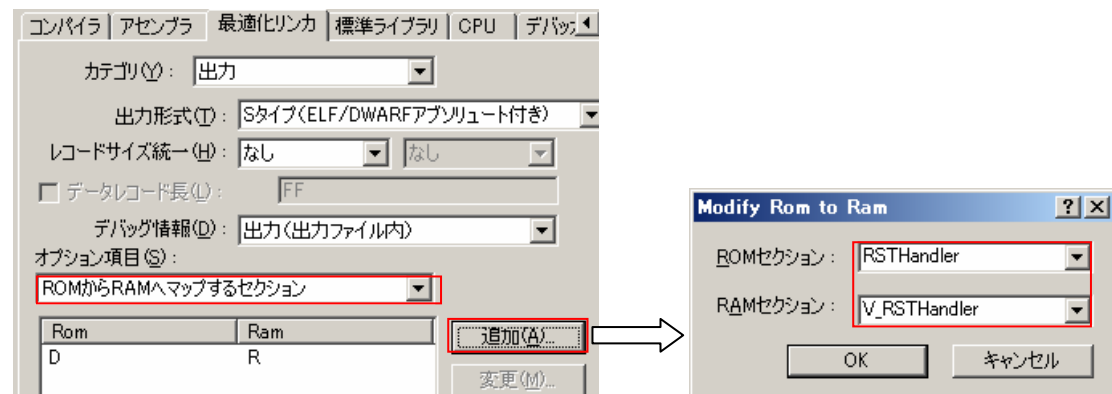 コンパイラ アセンブラ 最適化リンカ 標準ライブラリ CPU
カテゴリ(Y): 出力
出力形式(T): Sタイプ(ELF/DWARFアブソリュート付き)
レコードサイズ統一(H): なし なし
データレコード長(L): FF
デバッグ情報(D): 出力(出力ファイル内)
オプション項目(S):
ROMからRAMへマップするセクション
Rom Ram
D R
追加(A)...
変更(M)...
Modify Rom to Ram
ROMセクション: RSTHandler
RAMセクション: V_RSTHandler
OK キャンセル